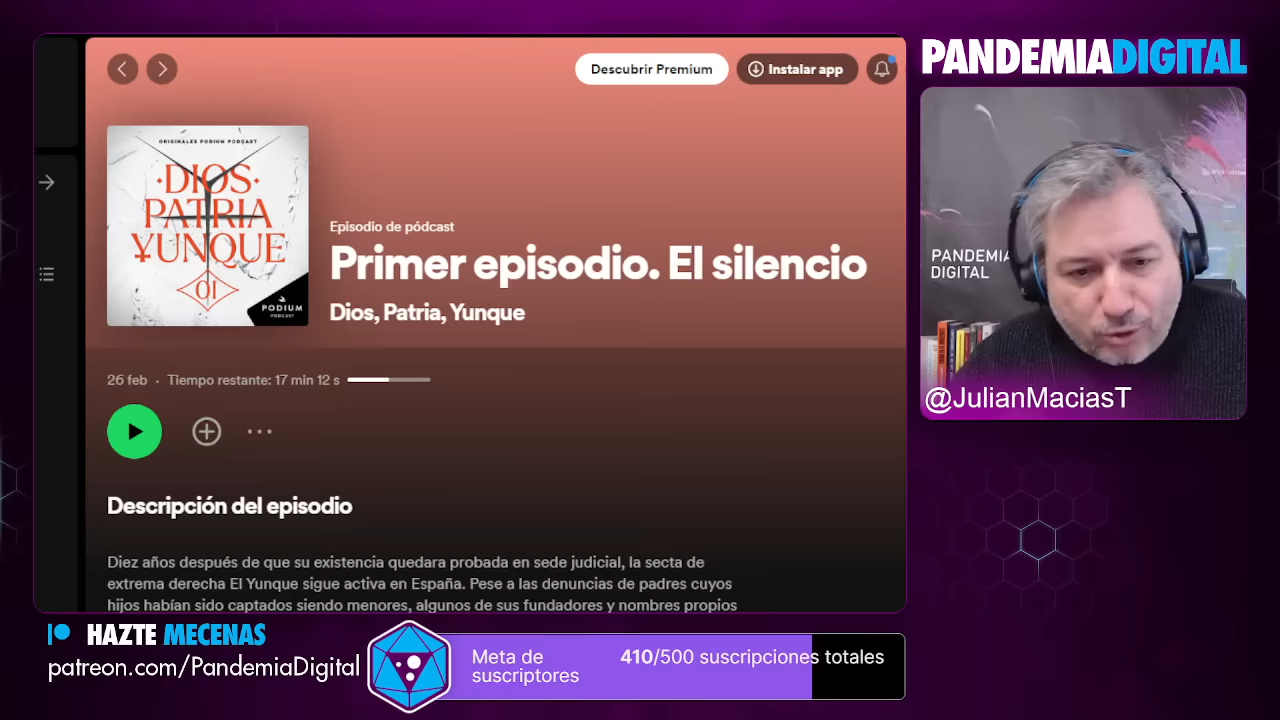 Descubrir Premium
Instalar app
ORIGINALES PODIUM PODCAST
·DIOS·
PATRIA
YUNQUE
01
PODIUM
PODCAST
Episodio de pódcast
Primer episodio. El silencio
Dios, Patria, Yunque
26 feb · Tiempo restante: 17 min 12 s
Descripción del episodio
Diez años después de que su existencia quedara probada en sede judicial, la secta de
extrema derecha El Yunque sigue activa en España. Pese a las denuncias de padres cuyos
hijos habían sido captados siendo menores, algunos de sus fundadores y nombres propios
PANDEMIADIGITAL
PANDEMIA
DIGITAL
@JulianMaciasT
HAZTE MECENAS
patreon.com/PandemiaDigital
Meta de
suscriptores
410/500 suscripciones totales